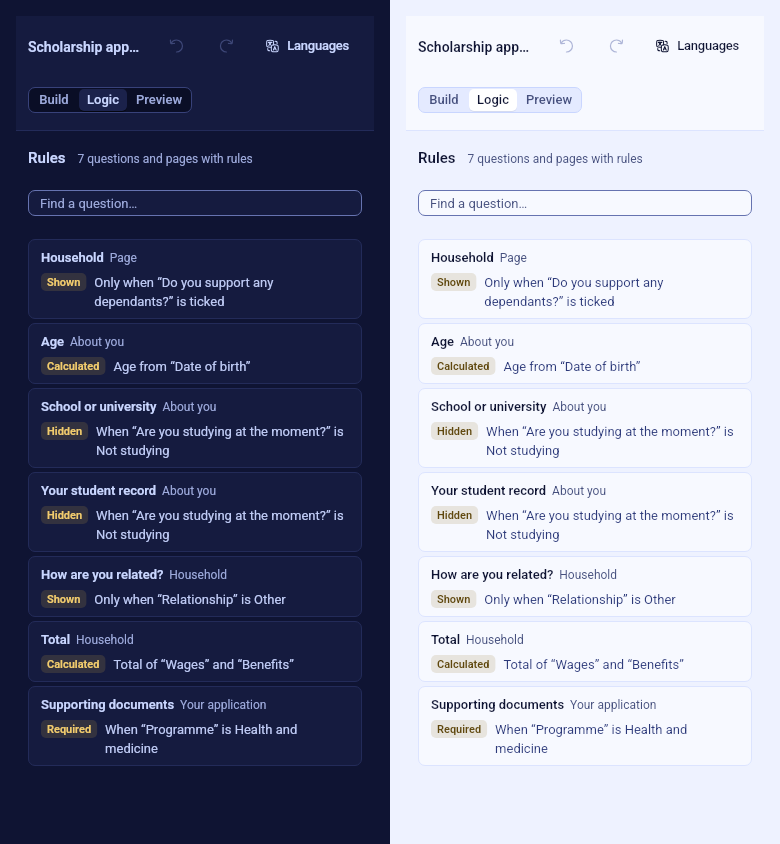 Scholarship app… Languages
Build Logic Preview
Rules 7 questions and pages with rules
Find a question…
Household Page
Shown Only when “Do you support any
dependants?” is ticked
Age About you
Calculated Age from “Date of birth”
School or university About you
Hidden When “Are you studying at the moment?” is
Not studying
Your student record About you
Hidden When “Are you studying at the moment?” is
Not studying
How are you related? Household
Shown Only when “Relationship” is Other
Total Household
Calculated Total of “Wages” and “Benefits”
Supporting documents Your application
Required When “Programme” is Health and
medicine
Scholarship app… Languages
Build Logic Preview
Rules 7 questions and pages with rules
Find a question…
Household Page
Shown Only when “Do you support any
dependants?” is ticked
Age About you
Calculated Age from “Date of birth”
School or university About you
Hidden When “Are you studying at the moment?” is
Not studying
Your student record About you
Hidden When “Are you studying at the moment?” is
Not studying
How are you related? Household
Shown Only when “Relationship” is Other
Total Household
Calculated Total of “Wages” and “Benefits”
Supporting documents Your application
Required When “Programme” is Health and
medicine